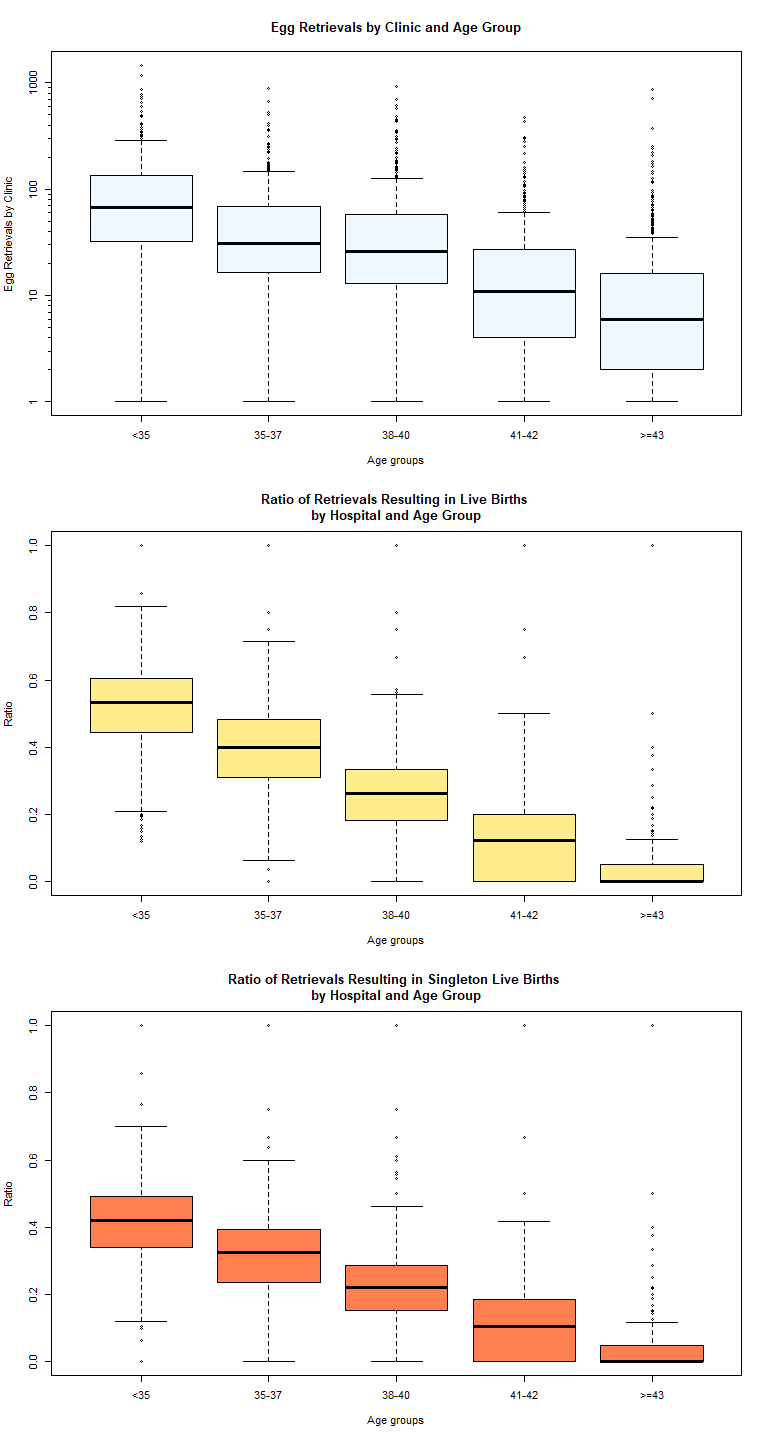 Egg Retrievals by Clinic and Age Group
Egg Retrievals by Clinic
1000
100
10
1
<35 35-37 38-40 41-42 >=43
Age groups
Ratio of Retrievals Resulting in Live Births
by Hospital and Age Group
Ratio
1.0
0.8
0.6
0.4
0.2
0.0
<35 35-37 38-40 41-42 >=43
Age groups
Ratio of Retrievals Resulting in Singleton Live Births
by Hospital and Age Group
Ratio
1.0
0.8
0.6
0.4
0.2
0.0
<35 35-37 38-40 41-42 >=43
Age groups